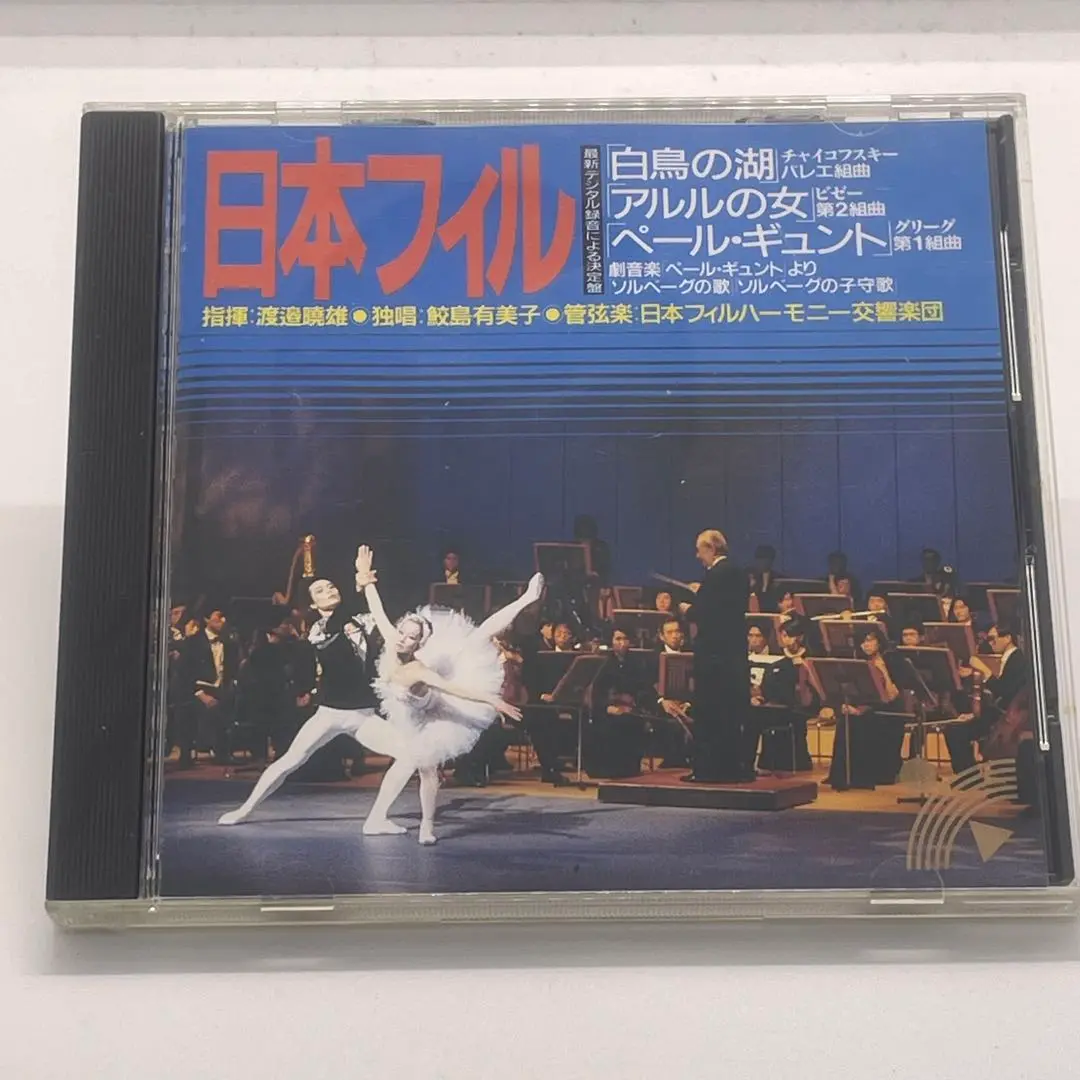 日本フィル
最新デジタル録音による決定盤
「白鳥の湖」チャイコフスキー バレエ組曲
「アルルの女」ビゼー 第2組曲
「ペール・ギュント」グリーグ 第1組曲
劇音楽「ペール・ギュント」より
ソルベーグの歌「ソルベーグの子守歌」
指揮:渡邉曉雄●独唱:鮫島有美子●管弦楽:日本フィルハーモニー交響楽団